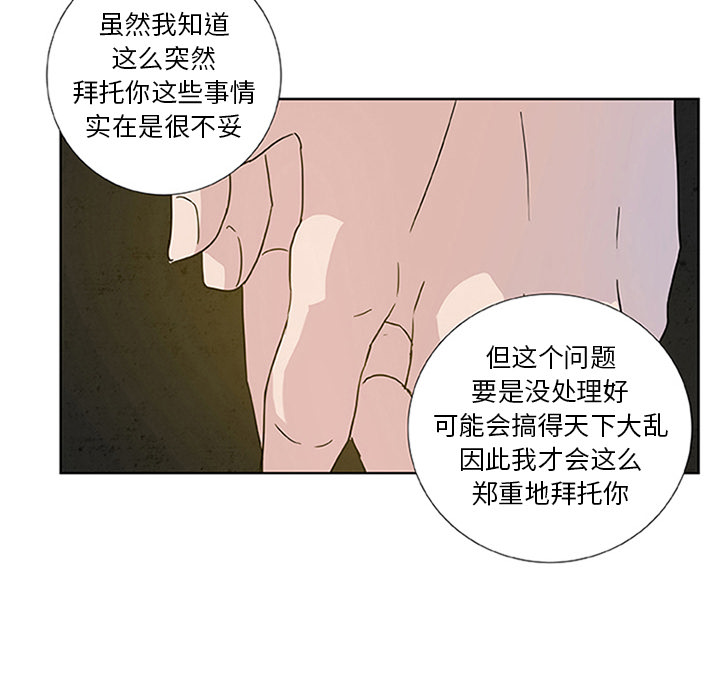 虽然我知道
这么突然
拜托你这些事情
实在是很不妥
但这个问题
要是没处理好
可能会搞得天下大乱
因此我才会这么
郑重地拜托你